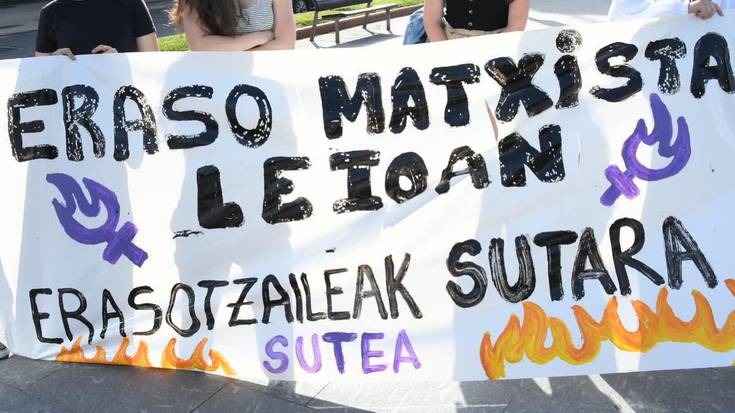 ERASO MATXISTA
LEIOAN
ERASOTZAILEAK SUTARA
SUTEA